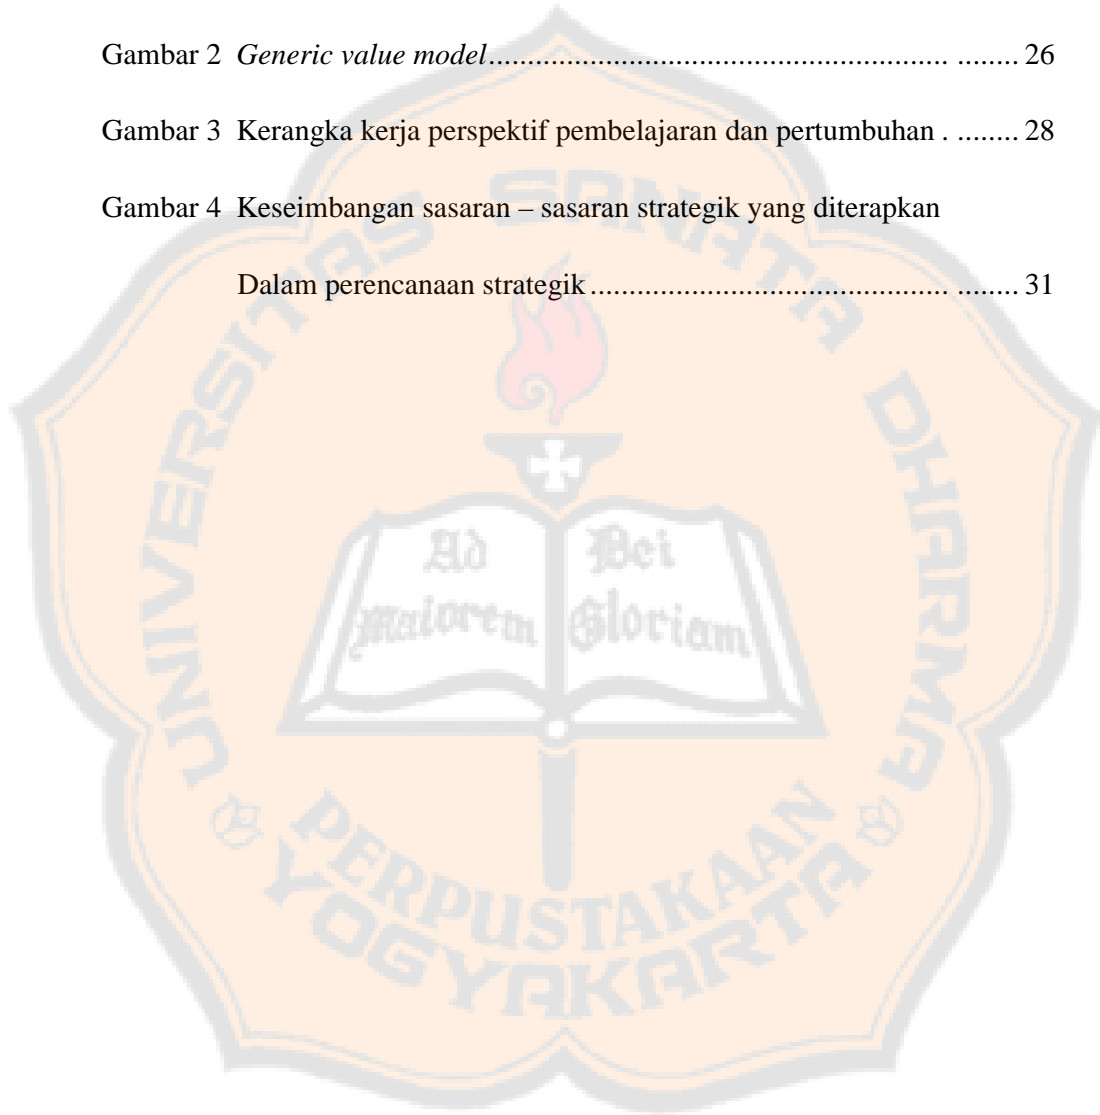 Gambar 2 Generic value model............................................................ ........ 26
Gambar 3 Kerangka kerja perspektif pembelajaran dan pertumbuhan . ........ 28
Gambar 4 Keseimbangan sasaran – sasaran strategik yang diterapkan
Dalam perencanaan strategik............................................... ........ 31
UNIVERSITAS SANATA DHARMA
Ad Dei
maiorem Gloriam
PERPUSTAKAAN
YOGYAKARTA